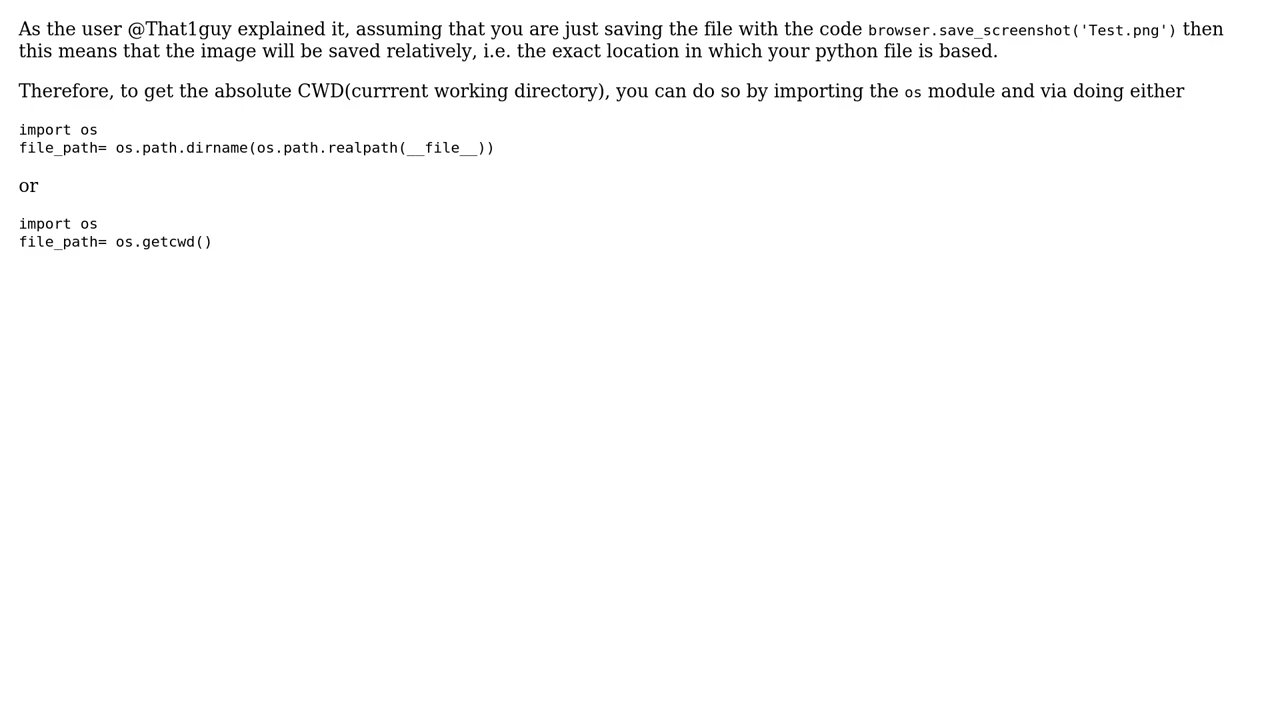 As the user @That1guy explained it, assuming that you are just saving the file with the code browser.save_screenshot('Test.png') then
this means that the image will be saved relatively, i.e. the exact location in which your python file is based.
Therefore, to get the absolute CWD(currrent working directory), you can do so by importing the os module and via doing either
import os
file_path= os.path.dirname(os.path.realpath(__file__))
or
import os
file_path= os.getcwd()